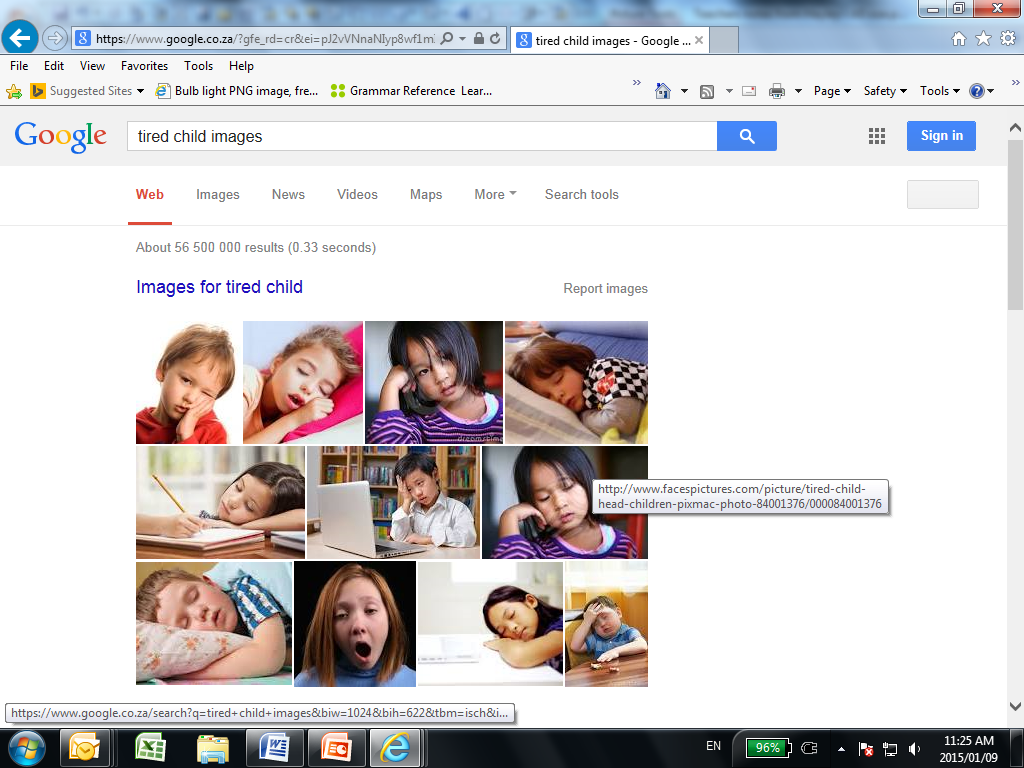 https://www.google.co.za/?gfe_rd=cr&ei=pJ2vVNnaNIyp8wf1m
tired child images - Google ...
File Edit View Favorites Tools Help
Suggested Sites
Bulb light PNG image, fre...
Grammar Reference Lear...
Page
Safety
Tools
Google
tired child images
Sign in
Web Images News Videos Maps More Search tools
About 56 500 000 results (0.33 seconds)
Images for tired child
Report images
dreamstime
http://www.facespictures.com/picture/tired-child-
head-children-pixmac-photo-84001376/000084001376
https://www.google.co.za/search?q=tired+child+images&biw=1024&bih=622&tbm=isch&i...
EN
96%
11:25 AM
2015/01/09